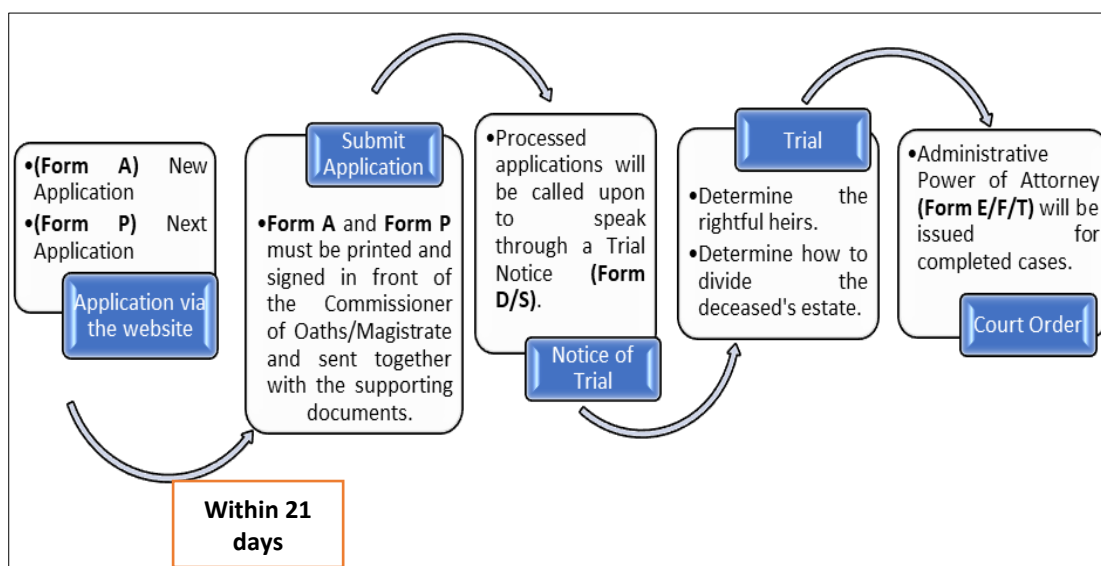 •(Form A) New
Application
•(Form P) Next
Application
Application via
the website
Within 21
days
Submit
Application
•Form A and Form P
must be printed and
signed in front of
the Commissioner
of Oaths/Magistrate
and sent together
with the supporting
documents.
•Processed
applications will
be called upon
to speak
through a Trial
Notice (Form
D/S).
Notice of
Trial
Trial
•Determine the
rightful heirs.
•Determine how to
divide the
deceased's estate.
•Administrative
Power of Attorney
(Form E/F/T) will be
issued for
completed cases.
Court Order